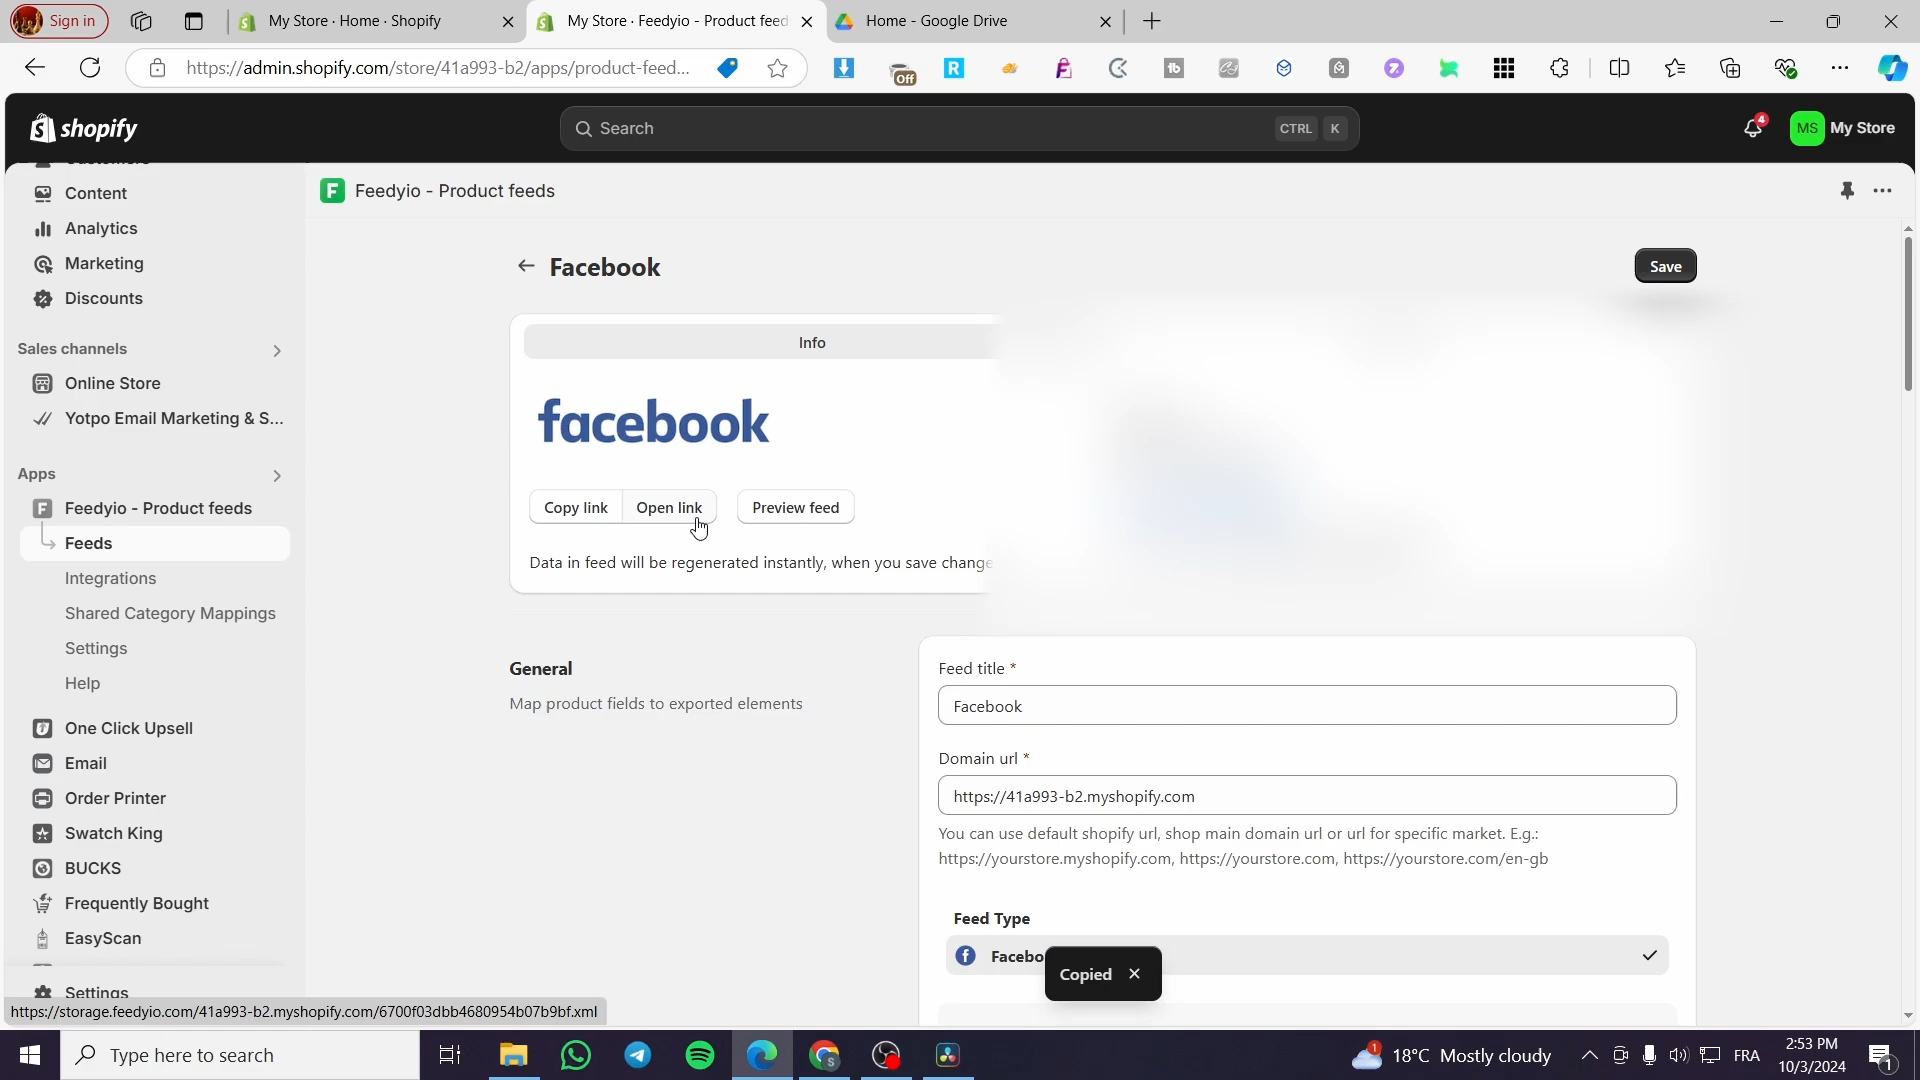 Sign in
My Store · Home · Shopify
My Store · Feedyio - Product feed
Home - Google Drive
https://admin.shopify.com/store/41a993-b2/apps/product-feed...
Off
shopify
Search
CTRL K
4
MS My Store
Customers
Content
Analytics
Marketing
Discounts
Sales channels
Online Store
Yotpo Email Marketing & S...
Apps
Feedyio - Product feeds
Feeds
Integrations
Shared Category Mappings
Settings
Help
One Click Upsell
Email
Order Printer
Swatch King
BUCKS
Frequently Bought
EasyScan
Settings
F Feedyio - Product feeds
Facebook
Save
Info
facebook
Copy link
Open link
Preview feed
Data in feed will be regenerated instantly, when you save change
General
Map product fields to exported elements
Feed title *
Facebook
Domain url *
https://41a993-b2.myshopify.com
You can use default shopify url, shop main domain url or url for specific market. E.g.:
https://yourstore.myshopify.com, https://yourstore.com, https://yourstore.com/en-gb
Feed Type
Facebo
Copied
https://storage.feedyio.com/41a993-b2.myshopify.com/6700f03dbb4680954b07b9bf.xml
Type here to search
1
18°C Mostly cloudy
FRA
2:53 PM
10/3/2024
1